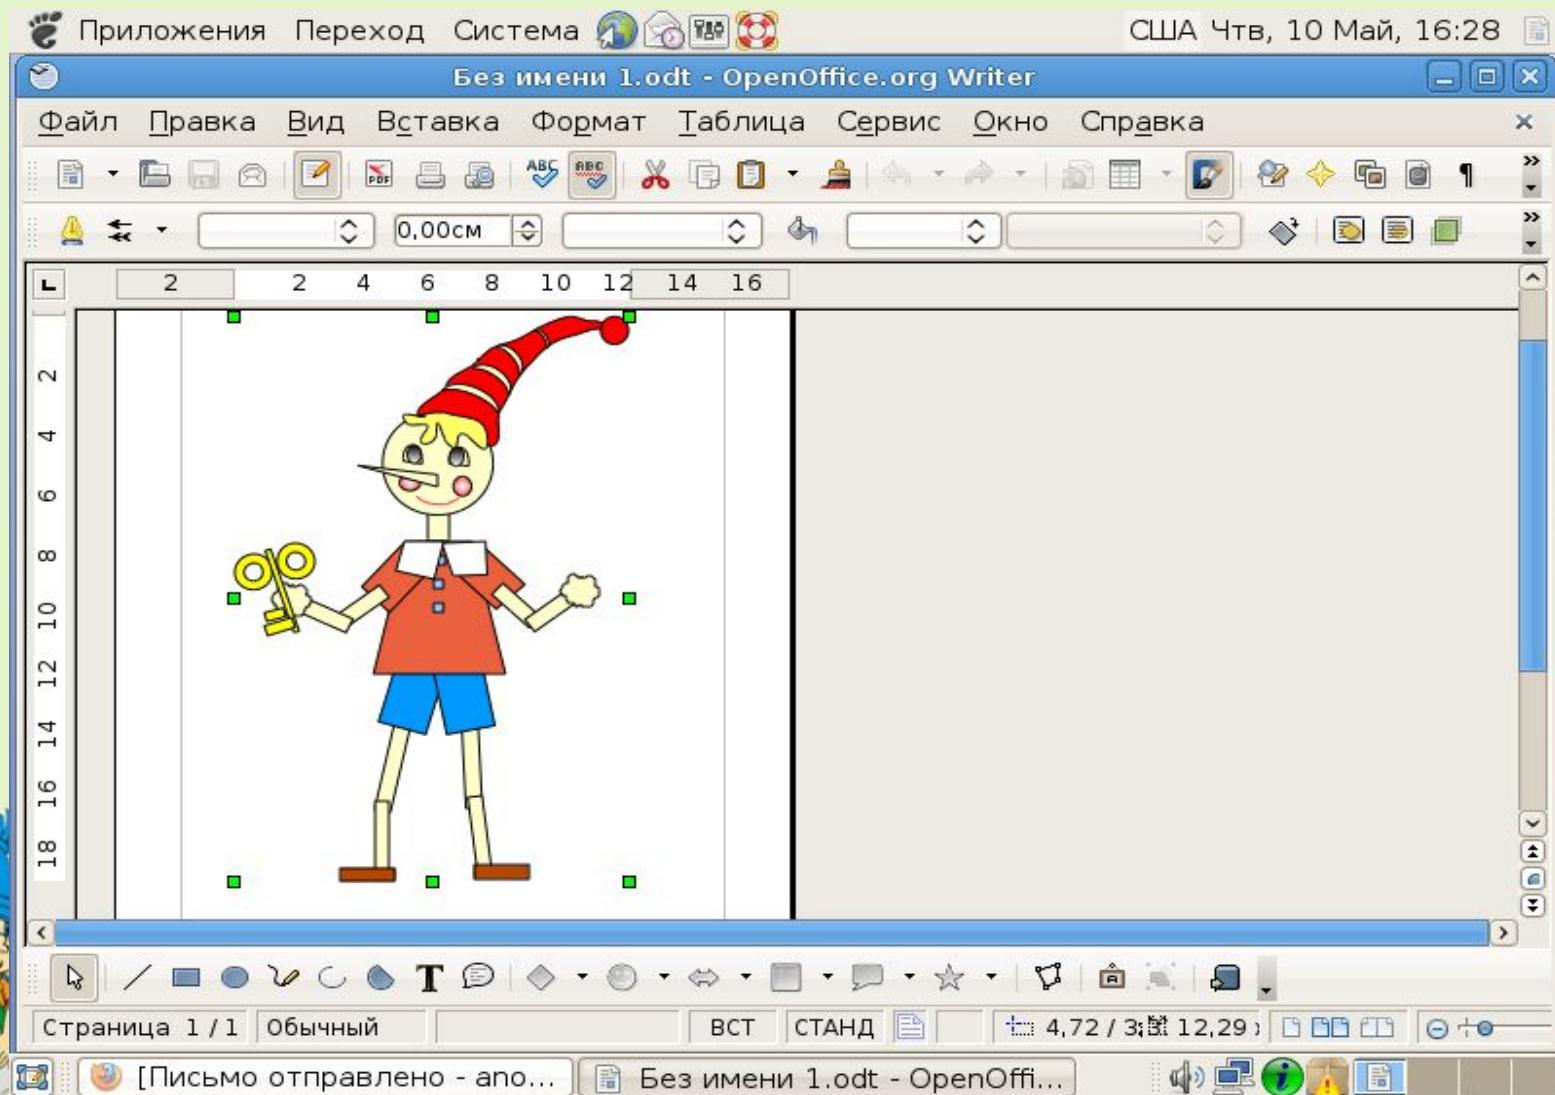 Приложения Переход Система США Чтв, 10 Май, 16:28
Без имени 1.odt - OpenOffice.org Writer
Файл Правка Вид Вставка Формат Таблица Сервис Окно Справка
PDF ABC ABC
0,00см
2 2 4 6 8 10 12 14 16
2
4
6
8
10
12
14
16
18
T A
Страница 1 / 1 Обычный ВСТ СТАНД 4,72 / 3; 12,29
[Письмо отправлено - ano... Без имени 1.odt - OpenOffi...